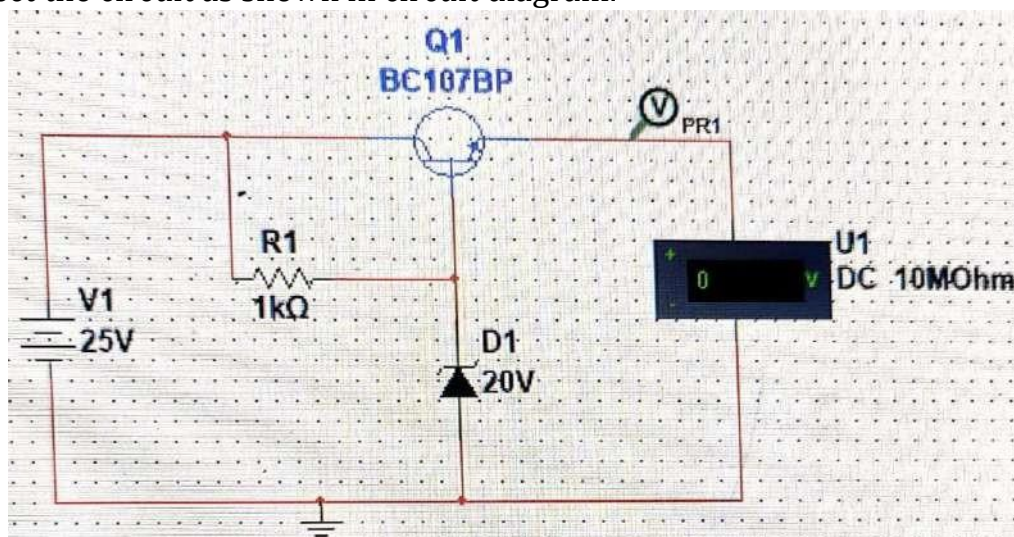 Q1
BC107BP
PR1
V
R1
1kΩ
V1
25V
D1
20V
U1
DC 10MOhm
+
0
V
-